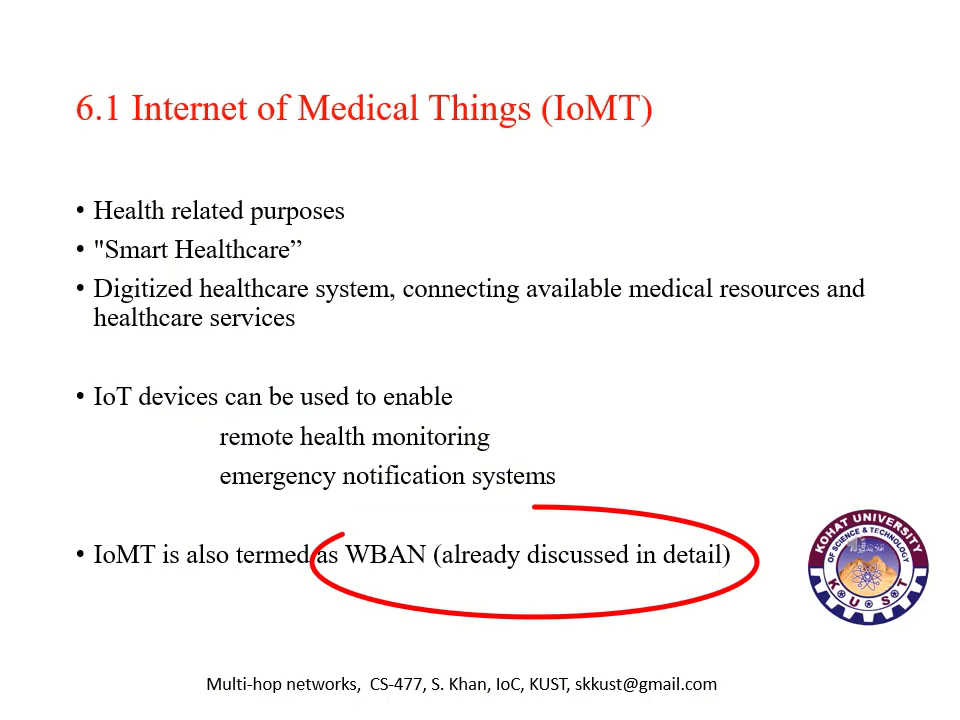 6.1 Internet of Medical Things (IoMT)
• Health related purposes
• "Smart Healthcare”
• Digitized healthcare system, connecting available medical resources and
healthcare services
• IoT devices can be used to enable
remote health monitoring
emergency notification systems
• IoMT is also termed as WBAN (already discussed in detail)
KOHAT UNIVERSITY
OF SCIENCE & TECHNOLOGY
K U S T
Multi-hop networks, CS-477, S. Khan, IoC, KUST, skkust@gmail.com